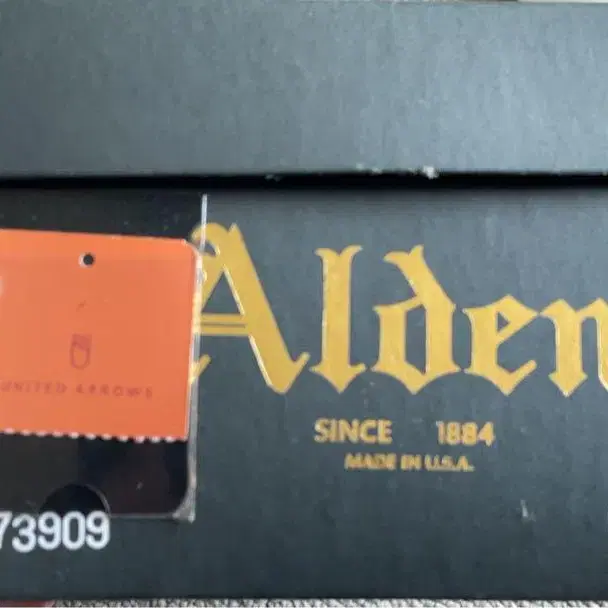 Alden
SINCE 1884
MADE IN U.S.A.
UNITED ARROWS
73909